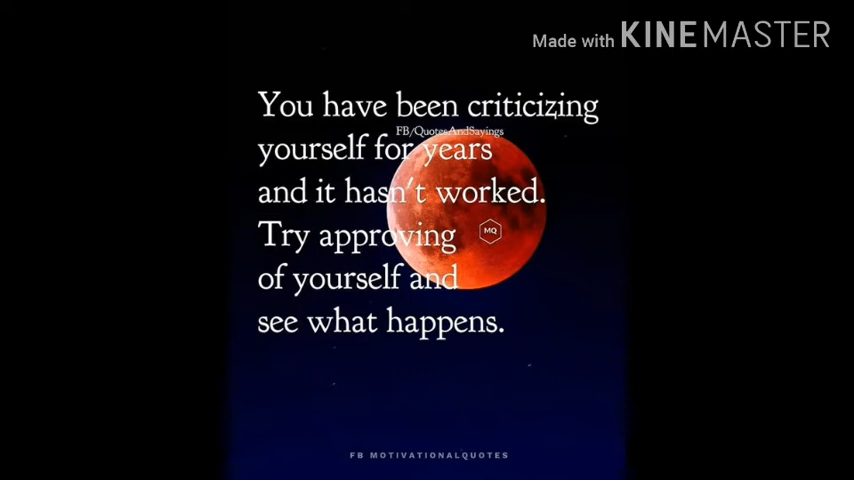 Made with KINEMASTER
You have been criticizing
FB/QuotesAndSayings
yourself for years
and it hasn't worked.
Try approving
MQ
of yourself and
see what happens.
FB MOTIVATIONALQUOTES